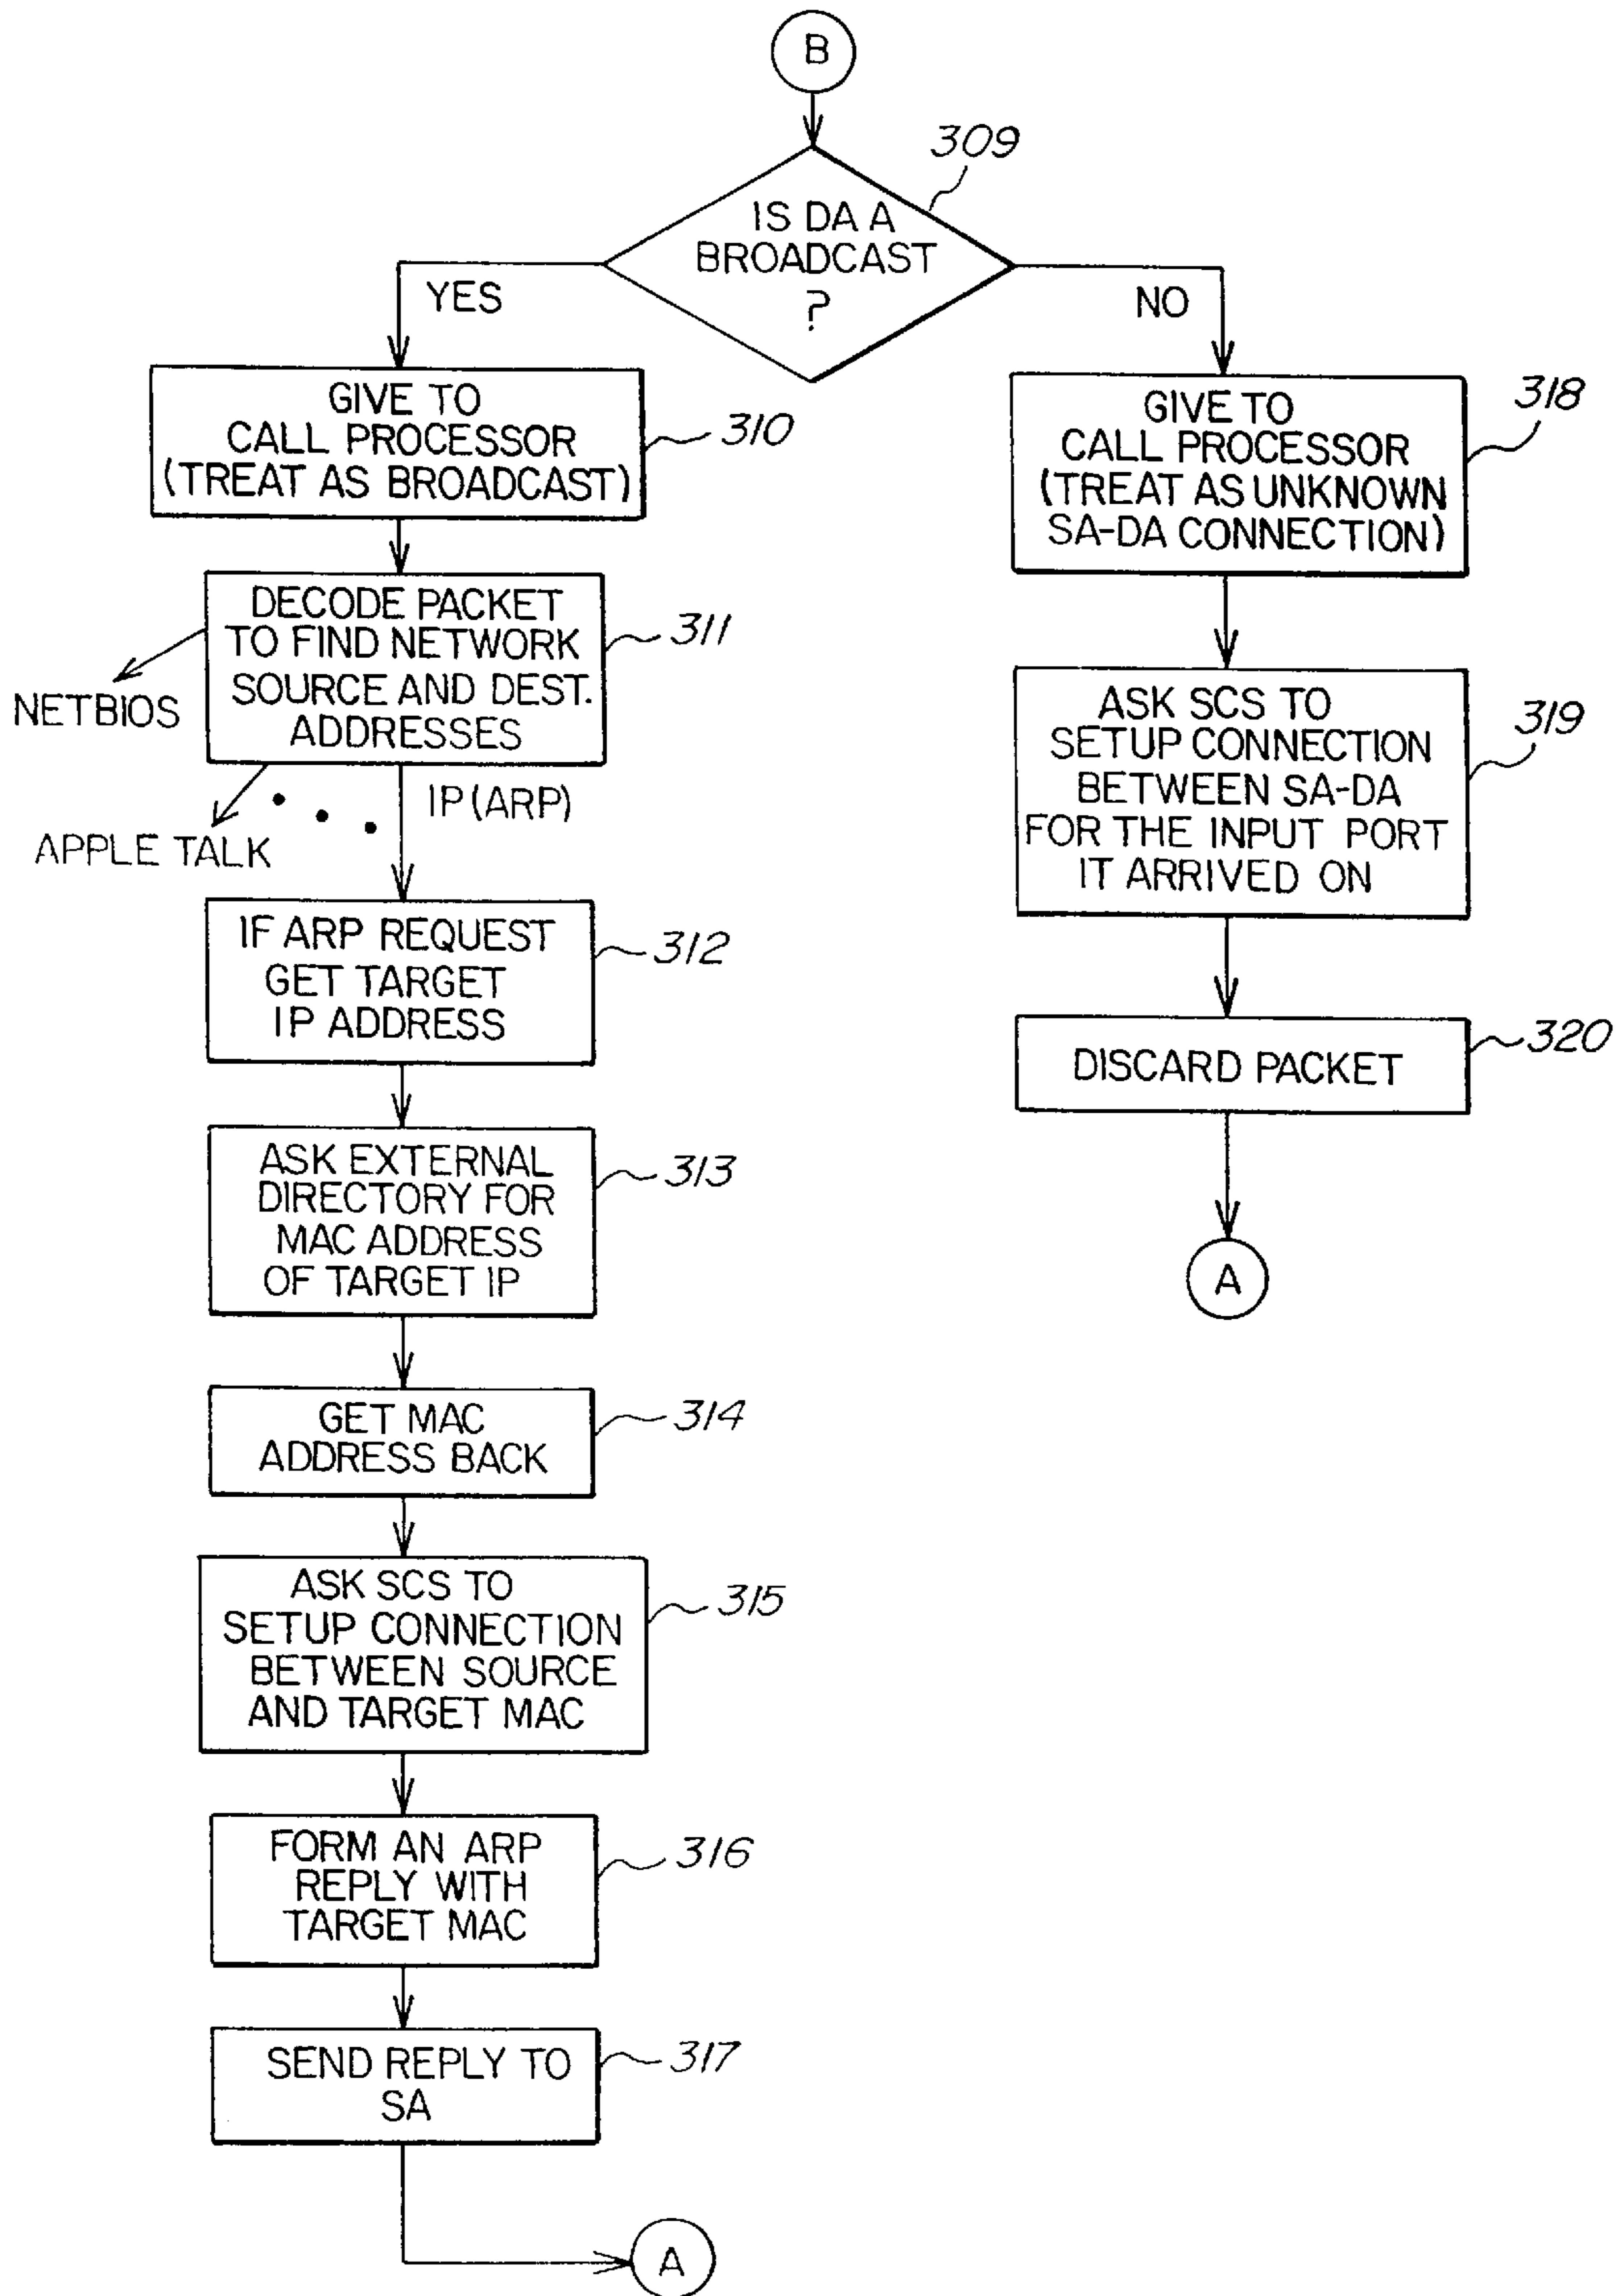 B
309
IS DA A
BROADCAST
?
YES
NO
GIVE TO
CALL PROCESSOR
(TREAT AS BROADCAST)
310
DECODE PACKET
TO FIND NETWORK
SOURCE AND DEST.
ADDRESSES
311
NETBIOS
APPLE TALK
IP(ARP)
IF ARP REQUEST
GET TARGET
IP ADDRESS
312
ASK EXTERNAL
DIRECTORY FOR
MAC ADDRESS
OF TARGET IP
313
GET MAC
ADDRESS BACK
314
ASK SCS TO
SETUP CONNECTION
BETWEEN SOURCE
AND TARGET MAC
315
FORM AN ARP
REPLY WITH
TARGET MAC
316
SEND REPLY TO
SA
317
A
GIVE TO
CALL PROCESSOR
(TREAT AS UNKNOWN
SA-DA CONNECTION)
318
ASK SCS TO
SETUP CONNECTION
BETWEEN SA-DA
FOR THE INPUT PORT
IT ARRIVED ON
319
DISCARD PACKET
320
A